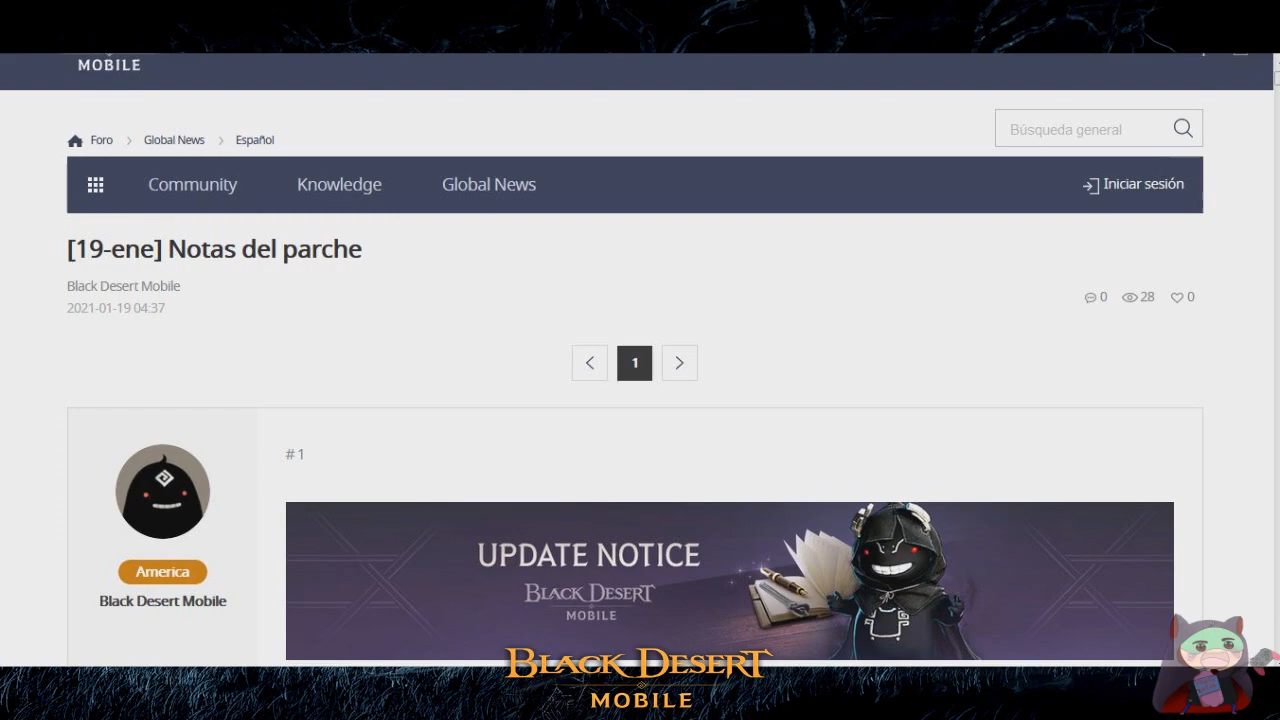 MOBILE
Foro > Global News > Español
Búsqueda general
Community Knowledge Global News Iniciar sesión
[19-ene] Notas del parche
Black Desert Mobile
2021-01-19 04:37
0 28 0
< 1 >
#1
America
Black Desert Mobile
UPDATE NOTICE
BLACK DESERT
MOBILE
BLACK DESERT
MOBILE